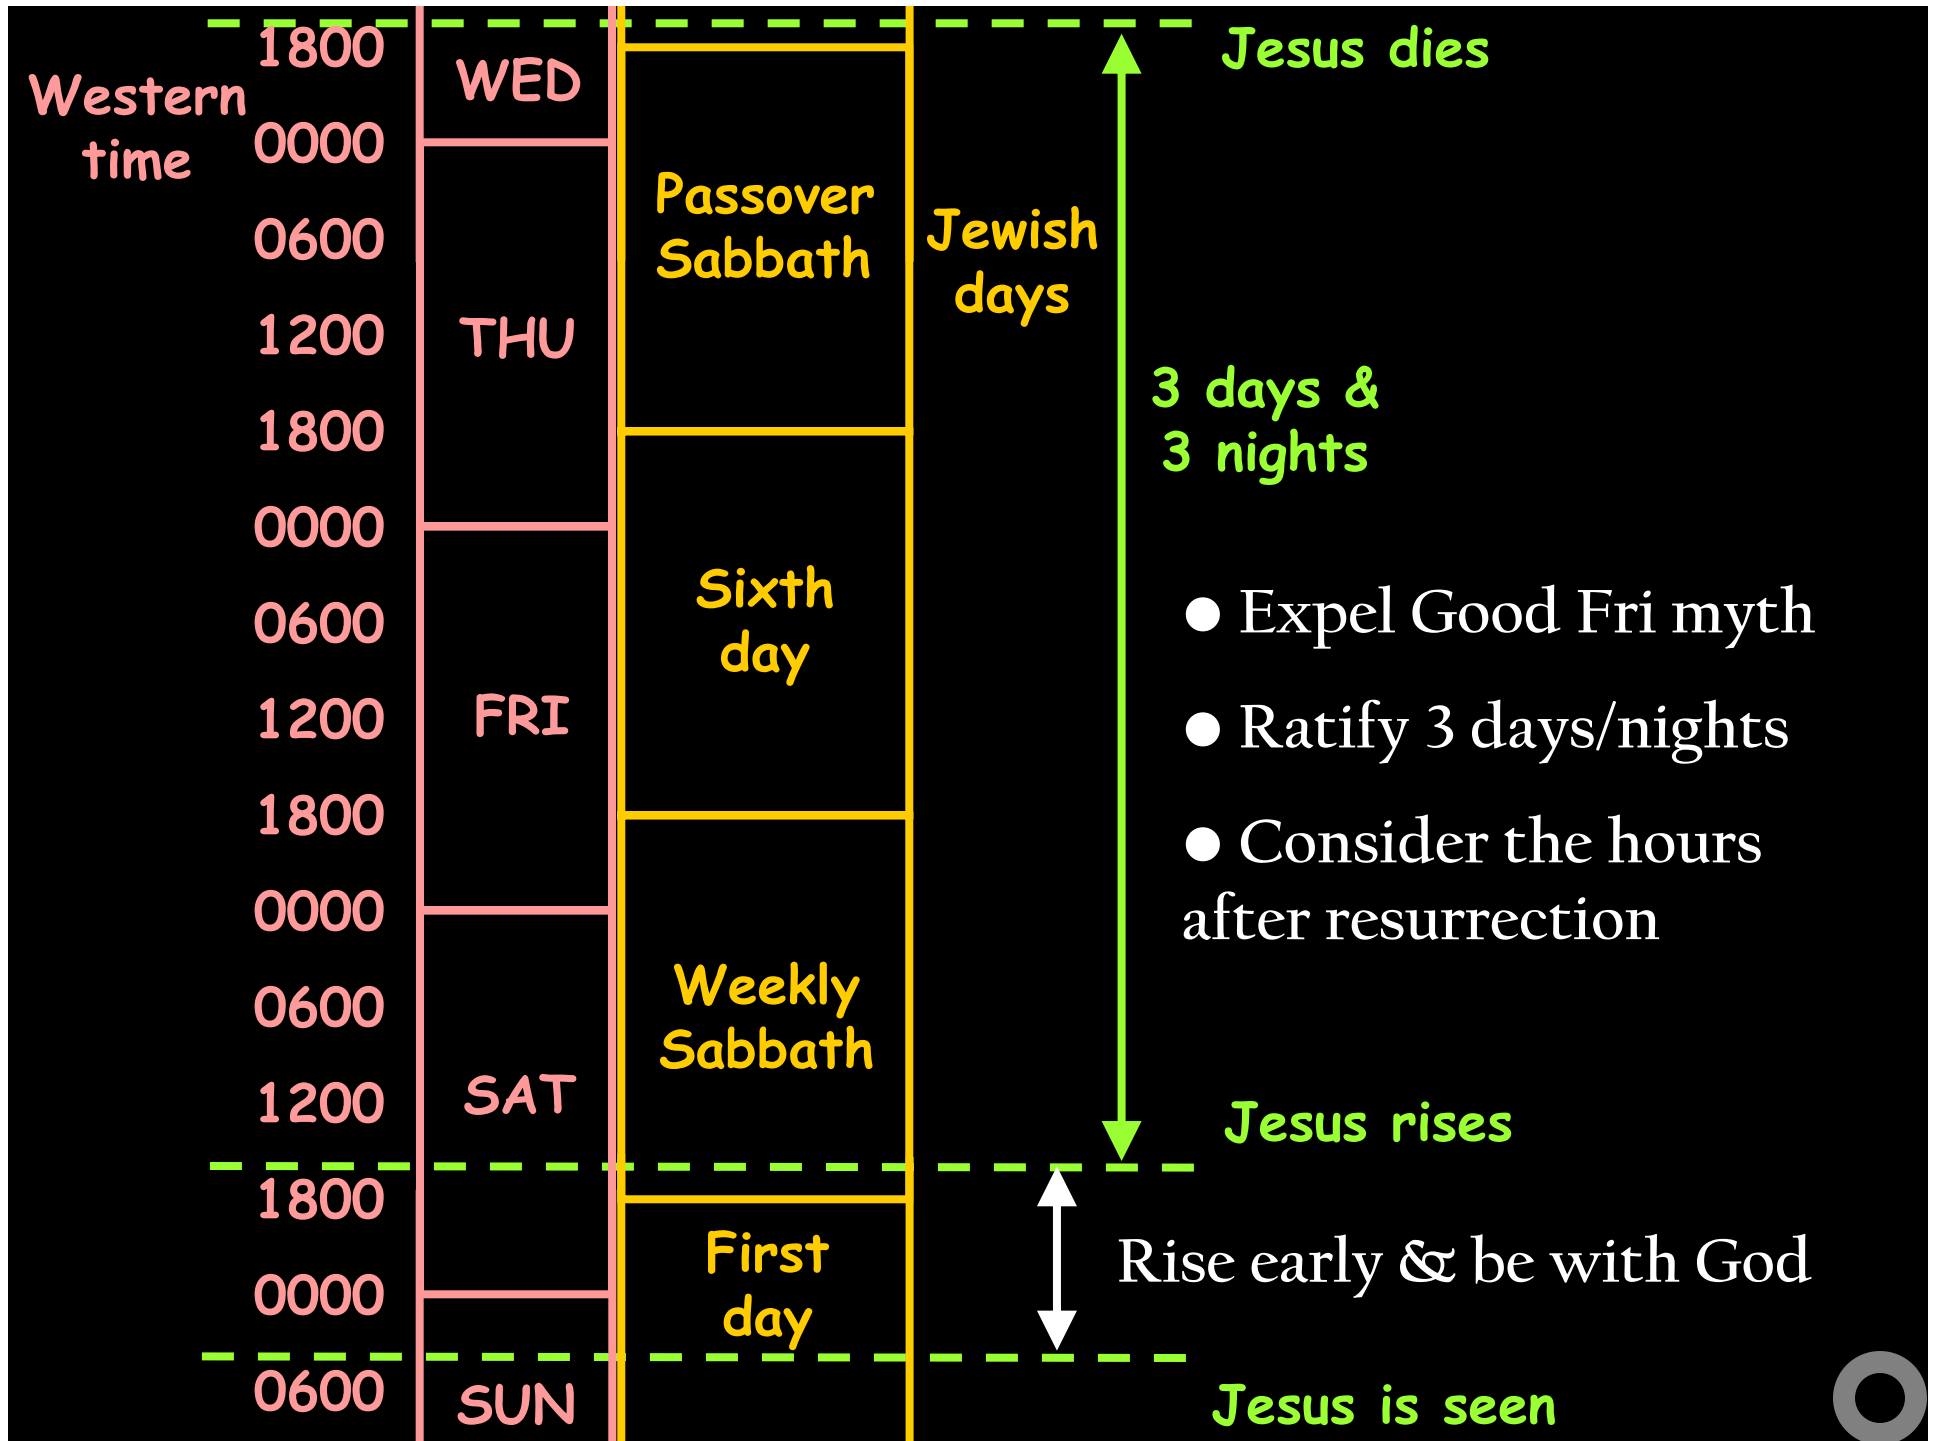 1800
Jesus dies
WED
Western
time
0000
Passover
Sabbath
Jewish
days
0600
1200
THU
3 days &
3 nights
1800
0000
Sixth
day
● Expel Good Fri myth
0600
1200
FRI
● Ratify 3 days/nights
1800
● Consider the hours
after resurrection
0000
Weekly
Sabbath
0600
1200
SAT
Jesus rises
1800
First
day
Rise early & be with God
0000
0600
SUN
Jesus is seen